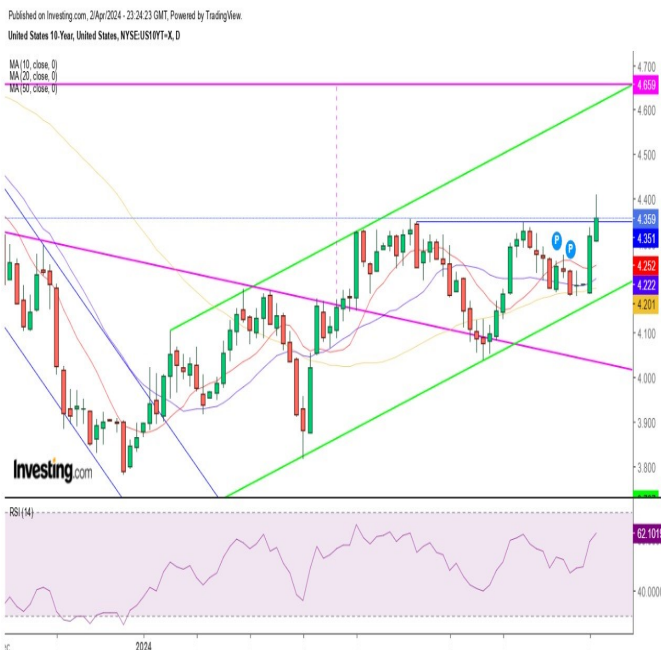 Published on Investing.com, 2/Apr/2024 - 23:24:23 GMT, Powered by TradingView.
United States 10-Year, United States, NYSE:US10YT=X, D
MA (10, close, 0)
MA (20, close, 0)
MA (50, close, 0)
4.700
4.659
4.600
4.500
4.400
4.359
4.351
4.252
4.222
4.201
4.100
4.000
3.900
3.800
P
P
Investing.com
RSI (14)
62.1015
40.0000
2024